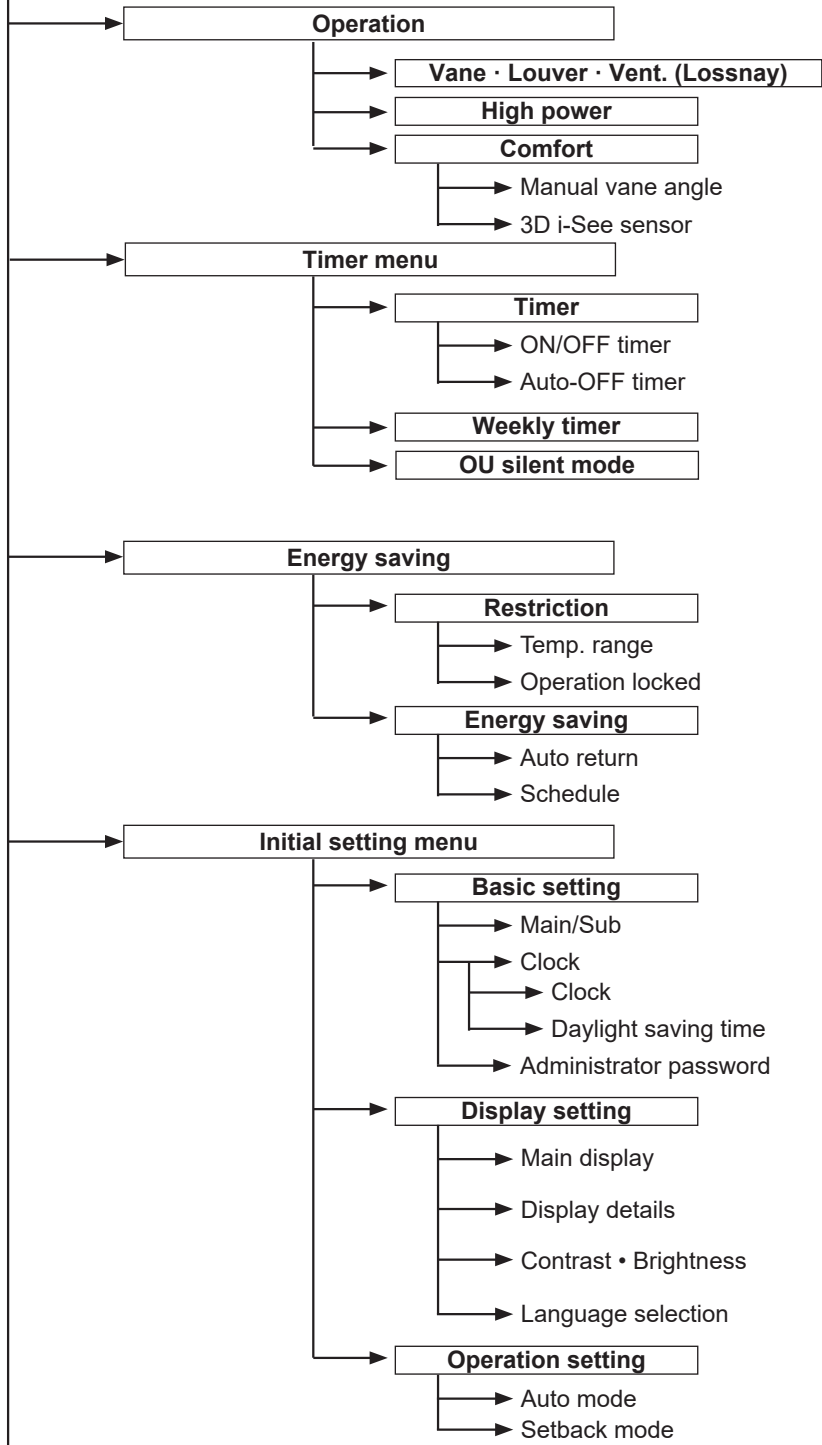 Operation
Vane · Louver · Vent. (Lossnay)
High power
Comfort
Manual vane angle
3D i-See sensor
Timer menu
Timer
ON/OFF timer
Auto-OFF timer
Weekly timer
OU silent mode
Energy saving
Restriction
Temp. range
Operation locked
Energy saving
Auto return
Schedule
Initial setting menu
Basic setting
Main/Sub
Clock
Clock
Daylight saving time
Administrator password
Display setting
Main display
Display details
Contrast • Brightness
Language selection
Operation setting
Auto mode
Setback mode